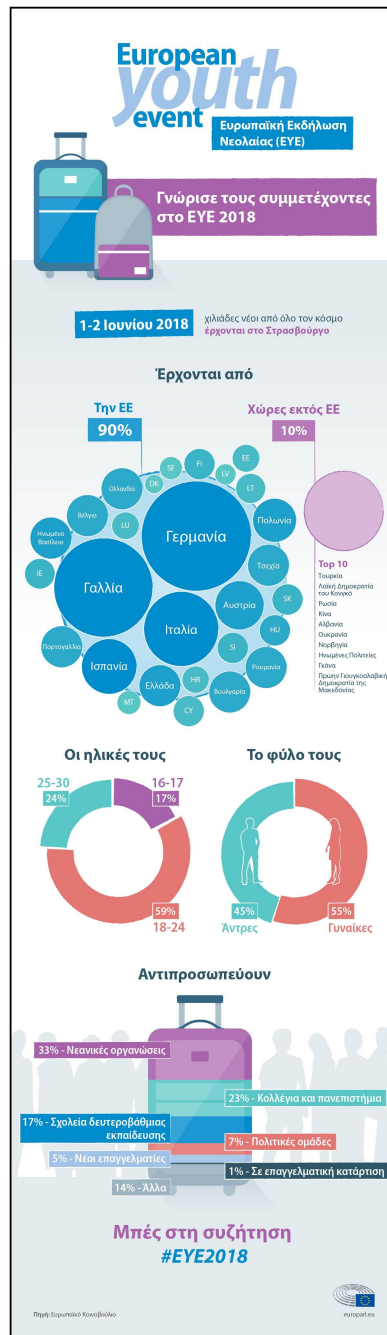 European
youth
event
Ευρωπαϊκή Εκδήλωση
Νεολαίας (EYE)
Γνώρισε τους συμμετέχοντες
στο EYE 2018
1-2 Ιουνίου 2018
χιλιάδες νέοι από όλο τον κόσμο
έρχονται στο Στρασβούργο
Έρχονται από
Την ΕΕ
90%
Χώρες εκτός ΕΕ
10%
SE
FI
EE
LV
DK
LT
Ολλανδία
Βέλγιο
LU
Γερμανία
Πολωνία
Ηνωμένο
Βασίλειο
IE
Γαλλία
Τσεχία
SK
Αυστρία
Ιταλία
HU
SI
Πορτογαλλία
Ισπανία
Ελλάδα
HR
Ρουμανία
Βουλγαρία
MT
CY
Top 10
Τουρκία
Λαϊκή Δημοκρατία
του Κονγκό
Ρωσία
Κίνα
Αλβανία
Ουκρανία
Νορβηγία
Ηνωμένες Πολιτείες
Γκάνα
Πρώην Γιουγκοσλαβική
Δημοκρατία της
Μακεδονίας
Οι ηλικές τους
25-30
24%
16-17
17%
59%
18-24
Το φύλο τους
45%
Άντρες
55%
Γυναίκες
Αντιπροσωπεύουν
33% - Νεανικές οργανώσεις
23% - Κολλέγια και πανεπιστήμια
17% - Σχολεία δευτεροβάθμιας
εκπαίδευσης
7% - Πολιτικές ομάδες
5% - Νέοι επαγγελματίες
1% - Σε επαγγελματική κατάρτιση
14% - Άλλα
Μπές στη συζήτηση
#EYE2018
Πηγή: Ευρωπαϊκό Κοινοβούλιο
europarl.eu